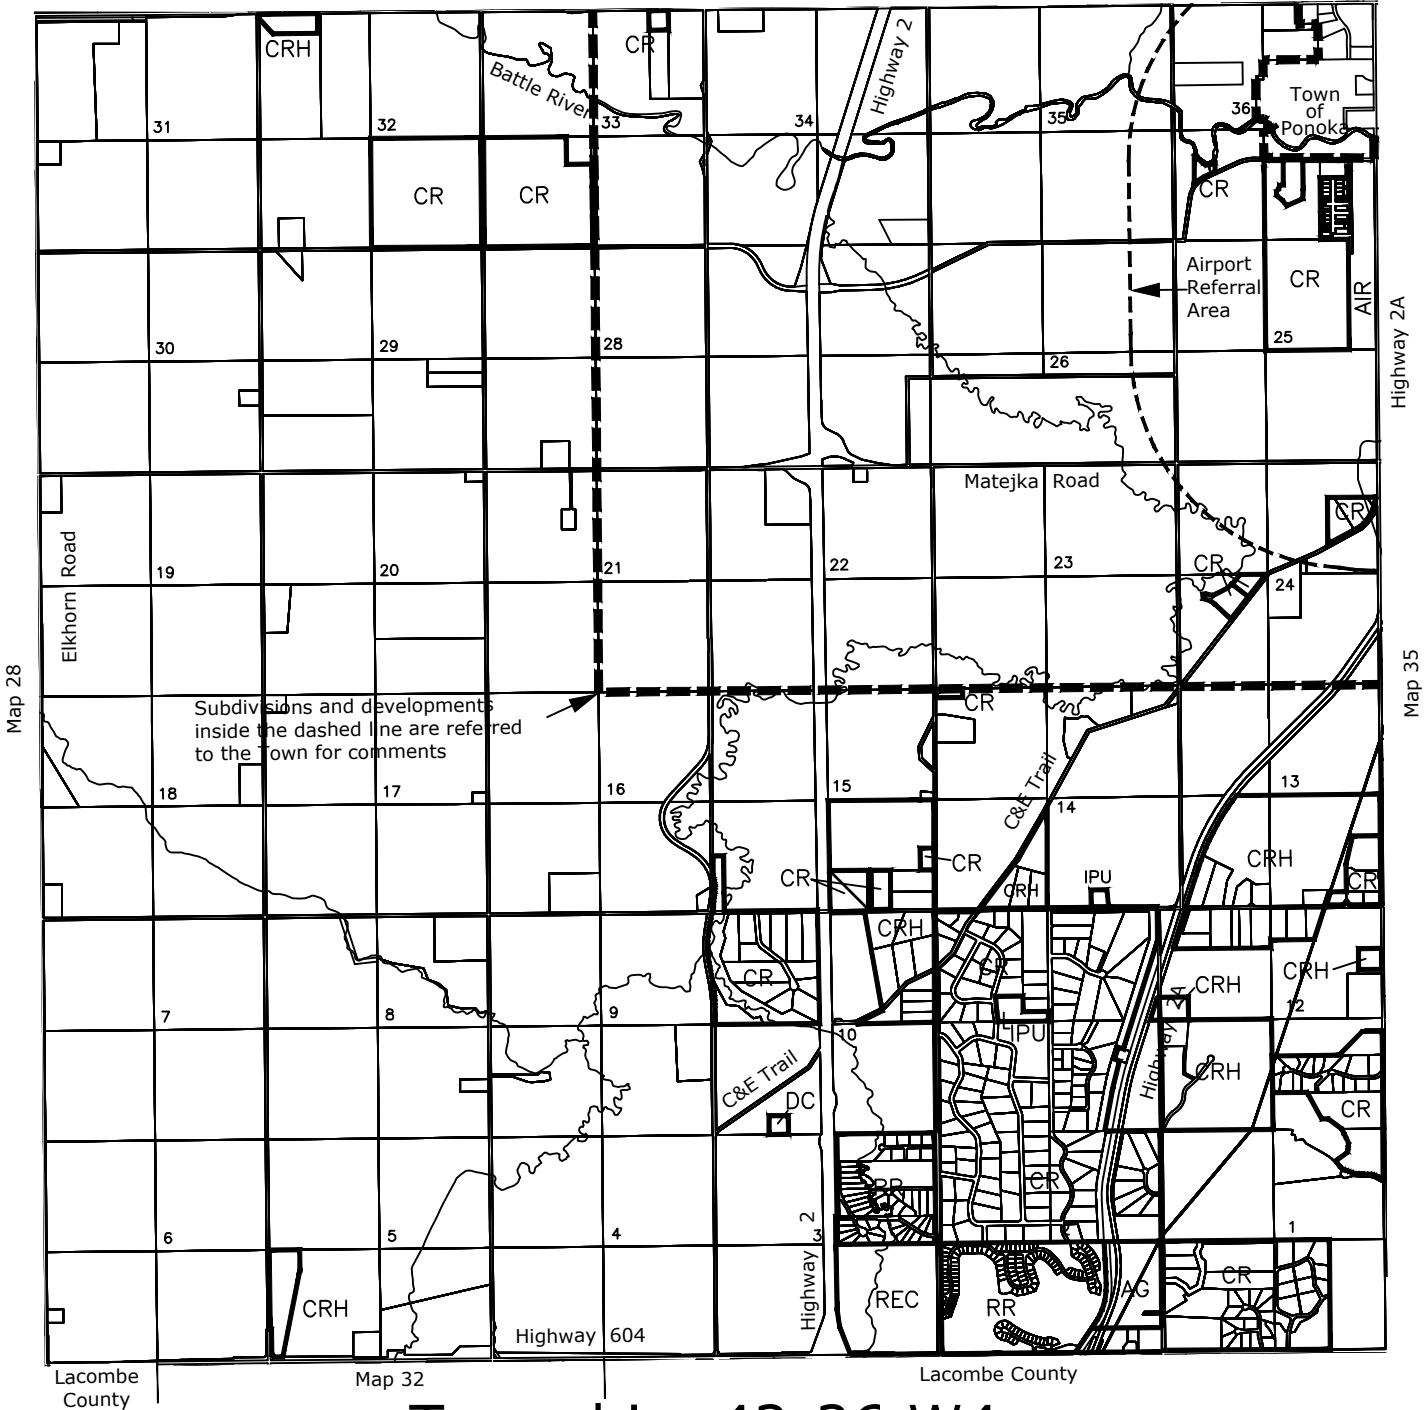 CRH
CR
Battle River
Highway 2
Town
of
Ponoka
31
32
33
34
35
36
CR
CR
CR
Airport
Referral
Area
CR
AIR
Highway 2A
30
29
28
26
25
Matejka Road
CR
Elkhorn Road
19
20
21
22
23
CR
24
Map 28
Map 35
Subdivisions and developments
inside the dashed line are referred
to the Town for comments
CR
C&E Trail
18
17
16
15
14
13
CR
CR
CRH
IPU
CRH
CR
CRH
CR
CR
CRH
CRH
7
8
9
10
12
IPU
Highway 2A
CRH
C&E Trail
DC
CR
RR
CR
6
5
4
3
1
CRH
Highway 2
REC
RR
AG
CR
Highway 604
Lacombe
County
Map 32
Lacombe County